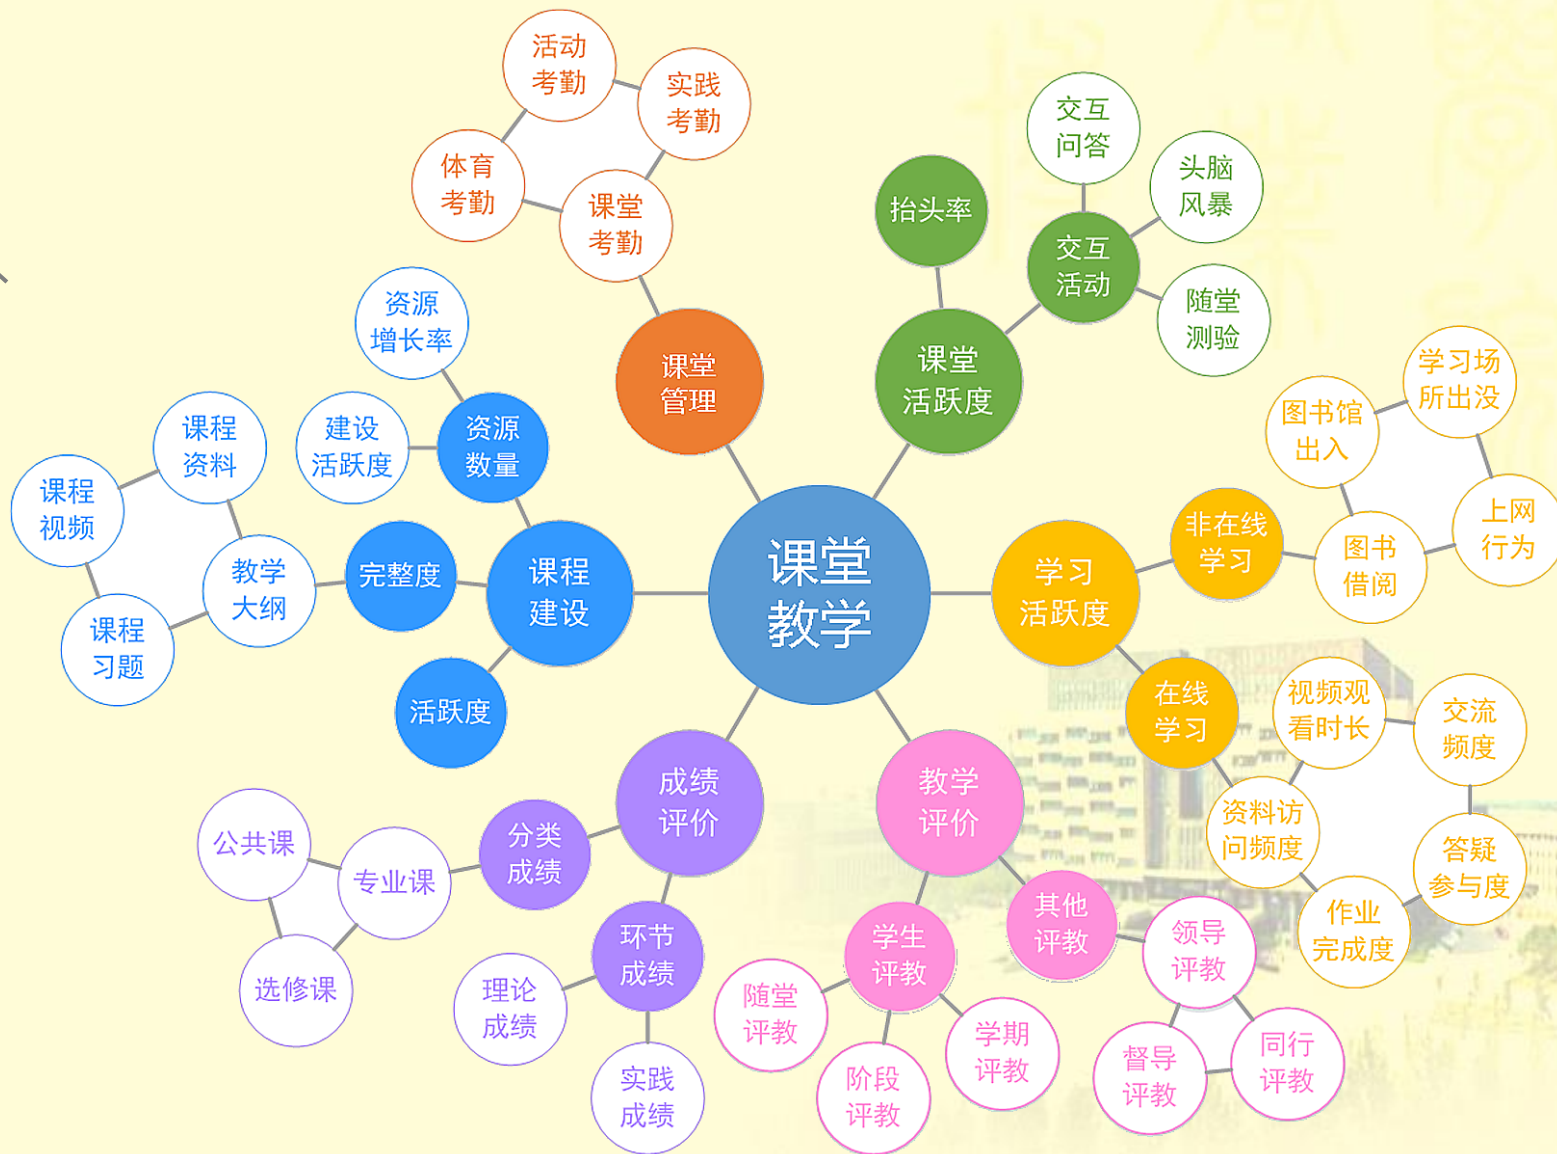 活动
考勤
实践
考勤
体育
考勤
课堂
考勤
课堂
管理
交互
问答
头脑
风暴
抬头率
交互
活动
随堂
测验
课堂
活跃度
资源
增长率
建设
活跃度
资源
数量
课程
资料
课程
视频
教学
大纲
课程
习题
完整度
课程
建设
活跃度
课堂
教学
学习
活跃度
非在线
学习
图书馆
出入
学习场
所出没
上网
行为
图书
借阅
在线
学习
视频观
看时长
交流
频度
资料访
问频度
答疑
参与度
作业
完成度
成绩
评价
分类
成绩
公共课
专业课
选修课
环节
成绩
理论
成绩
实践
成绩
教学
评价
学生
评教
随堂
评教
阶段
评教
学期
评教
其他
评教
领导
评教
督导
评教
同行
评教